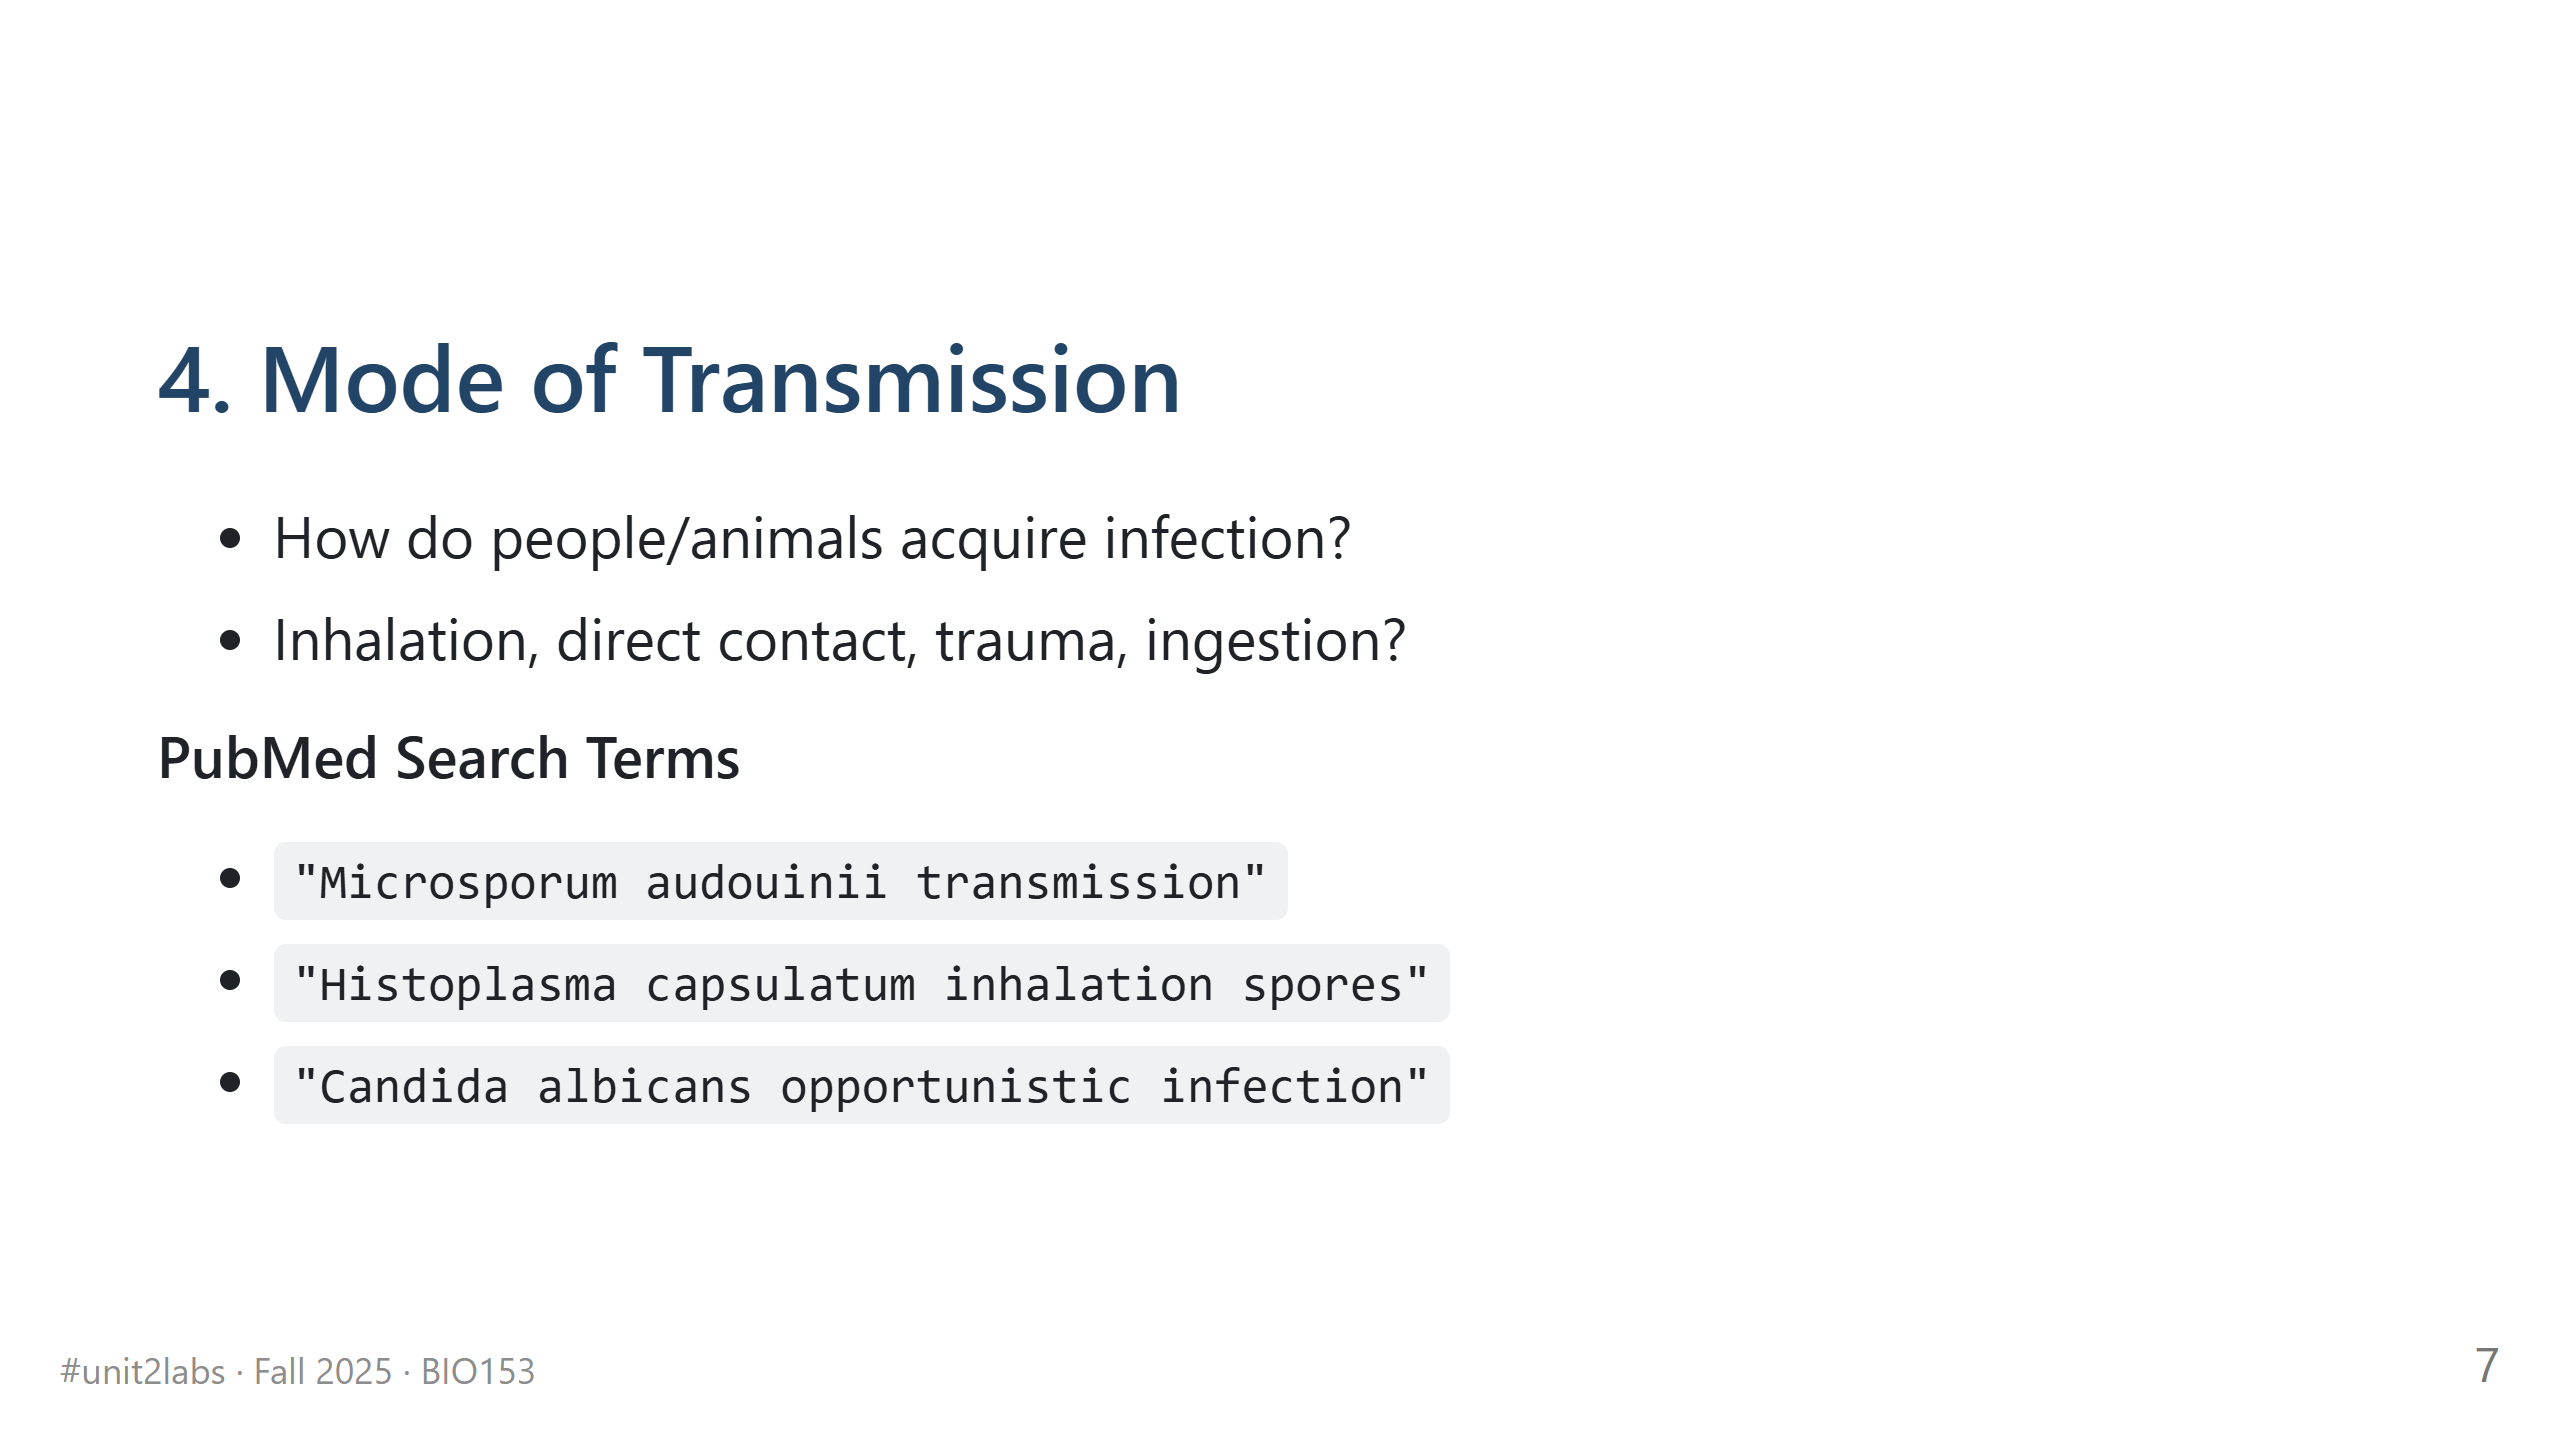 4. Mode of Transmission
• How do people/animals acquire infection?
• Inhalation, direct contact, trauma, ingestion?
PubMed Search Terms
• "Microsporum audouinii transmission"
• "Histoplasma capsulatum inhalation spores"
• "Candida albicans opportunistic infection"
#unit2labs · Fall 2025 · BIO153
7